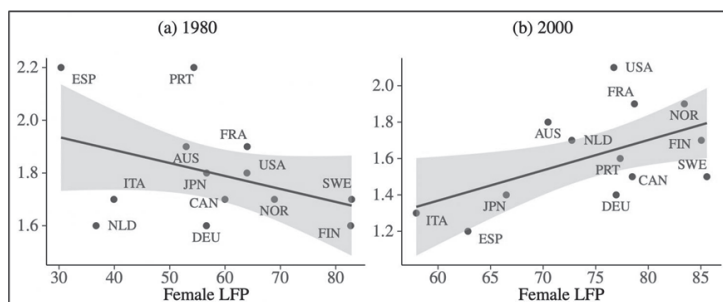 (a) 1980
(b) 2000
2.2
2.0
1.8
1.6
ESP
PRT
FRA
AUS
USA
ITA
JPN
SWE
CAN
NOR
NLD
DEU
FIN
30
40
50
60
70
80
Female LFP
2.0
1.8
1.6
1.4
1.2
USA
FRA
NOR
AUS
NLD
FIN
PRT
SWE
CAN
JPN
DEU
ITA
ESP
60
65
70
75
80
85
Female LFP